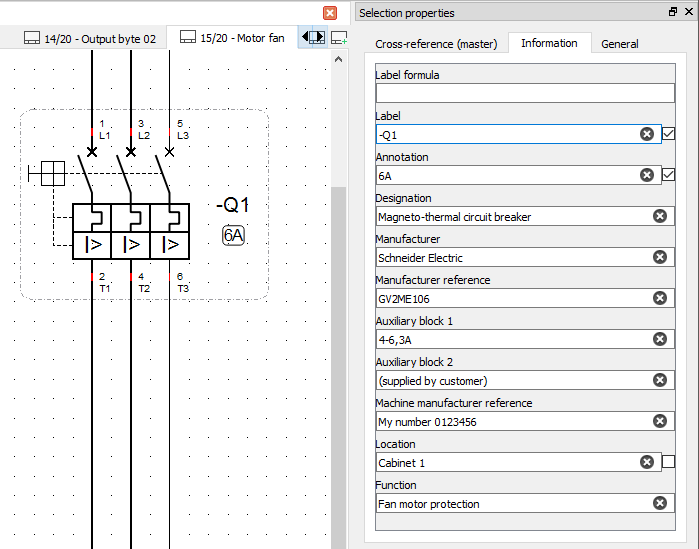 14/20 - Output byte 02
15/20 - Motor fan
1
L1
3
L2
5
L3
-Q1
6A
I>
I>
I>
2
T1
4
T2
6
T3
Selection properties
Cross-reference (master)
Information
General
Label formula
Label
-Q1
Annotation
6A
Designation
Magneto-thermal circuit breaker
Manufacturer
Schneider Electric
Manufacturer reference
GV2ME106
Auxiliary block 1
4-6,3A
Auxiliary block 2
(supplied by customer)
Machine manufacturer reference
My number 0123456
Location
Cabinet 1
Function
Fan motor protection